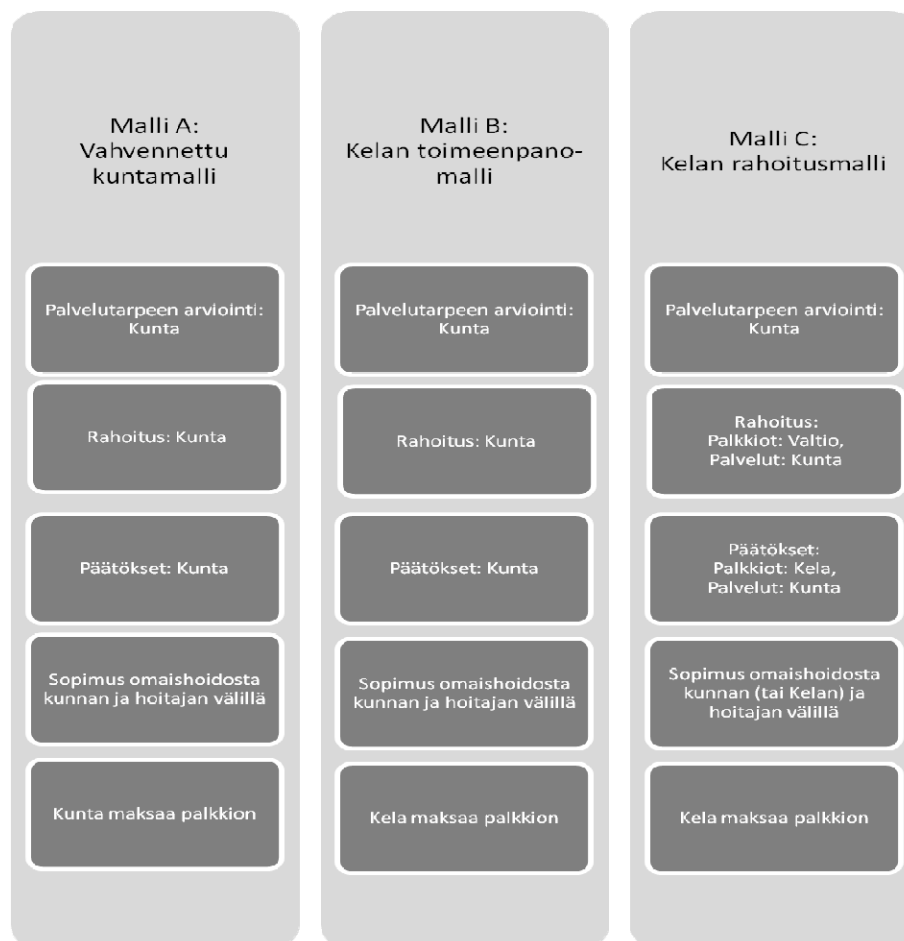 Malli A:
Vahvennettu
kuntamalli
Palvelutarpeen arviointi:
Kunta
Rahoitus: Kunta
Päätökset: Kunta
Sopimus omaishoidosta
kunnan ja hoitajan välillä
Kunta maksaa palkkion
Malli B:
Kelan toimeenpano-
malli
Palvelutarpeen arviointi:
Kunta
Rahoitus: Kunta
Päätökset: Kunta
Sopimus omaishoidosta
kunnan ja hoitajan välillä
Kela maksaa palkkion
Malli C:
Kelan rahoitusmalli
Palvelutarpeen arviointi:
Kunta
Rahoitus:
Palkkiot: Valtio,
Palvelut: Kunta
Päätökset:
Palkkiot: Kela,
Palvelut: Kunta
Sopimus omaishoidosta
kunnan (tai Kelan) ja
hoitajan välillä
Kela maksaa palkkion